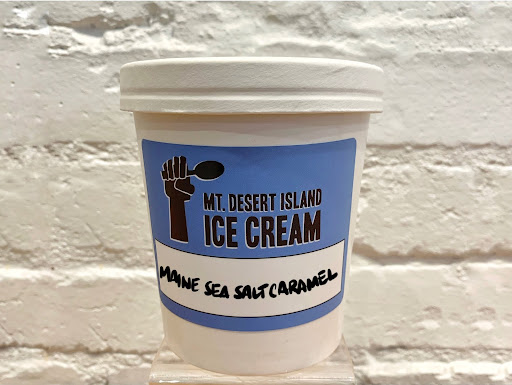 MT. DESERT ISLAND
ICE CREAM
MAINE SEA SALT CARAMEL